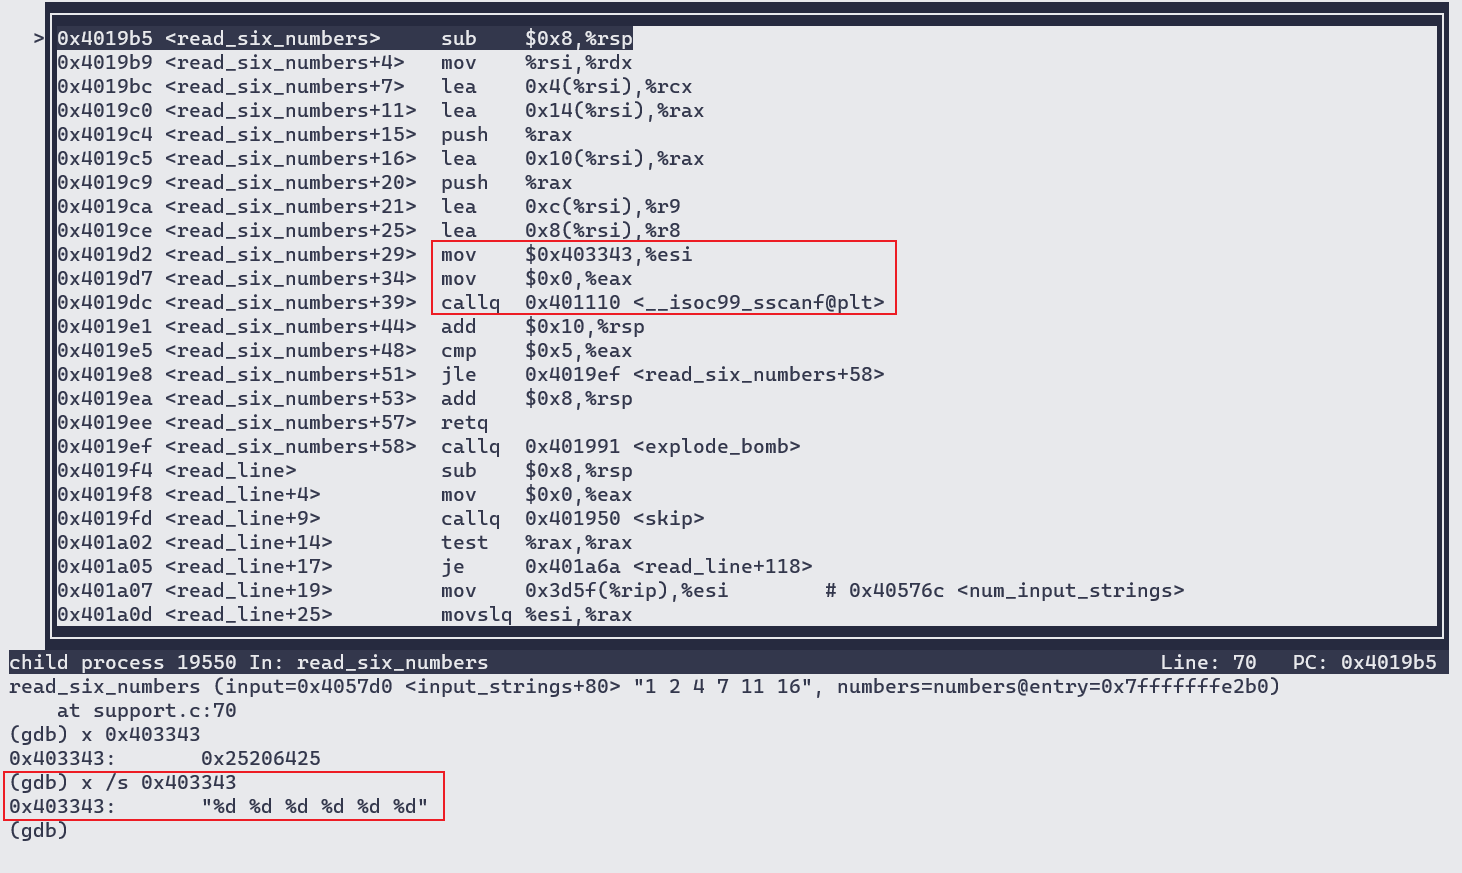 > 0x4019b5 <read_six_numbers>     sub    $0x8,%rsp
0x4019b9 <read_six_numbers+4>   mov    %rsi,%rdx
0x4019bc <read_six_numbers+7>   lea    0x4(%rsi),%rcx
0x4019c0 <read_six_numbers+11>  lea    0x14(%rsi),%rax
0x4019c4 <read_six_numbers+15>  push   %rax
0x4019c5 <read_six_numbers+16>  lea    0x10(%rsi),%rax
0x4019c9 <read_six_numbers+20>  push   %rax
0x4019ca <read_six_numbers+21>  lea    0xc(%rsi),%r9
0x4019ce <read_six_numbers+25>  lea    0x8(%rsi),%r8
0x4019d2 <read_six_numbers+29>  mov    $0x403343,%esi
0x4019d7 <read_six_numbers+34>  mov    $0x0,%eax
0x4019dc <read_six_numbers+39>  callq  0x401110 <__isoc99_sscanf@plt>
0x4019e1 <read_six_numbers+44>  add    $0x10,%rsp
0x4019e5 <read_six_numbers+48>  cmp    $0x5,%eax
0x4019e8 <read_six_numbers+51>  jle    0x4019ef <read_six_numbers+58>
0x4019ea <read_six_numbers+53>  add    $0x8,%rsp
0x4019ee <read_six_numbers+57>  retq
0x4019ef <read_six_numbers+58>  callq  0x401991 <explode_bomb>
0x4019f4 <read_line>            sub    $0x8,%rsp
0x4019f8 <read_line+4>          mov    $0x0,%eax
0x4019fd <read_line+9>          callq  0x401950 <skip>
0x401a02 <read_line+14>         test   %rax,%rax
0x401a05 <read_line+17>         je     0x401a6a <read_line+118>
0x401a07 <read_line+19>         mov    0x3d5f(%rip),%esi        # 0x40576c <num_input_strings>
0x401a0d <read_line+25>         movslq %esi,%rax
child process 19550 In: read_six_numbers    Line: 70   PC: 0x4019b5
read_six_numbers (input=0x4057d0 <input_strings+80> "1 2 4 7 11 16", numbers=numbers@entry=0x7fffffffe2b0)
    at support.c:70
(gdb) x 0x403343
0x403343:       0x25206425
(gdb) x /s 0x403343
0x403343:       "%d %d %d %d %d %d"
(gdb)